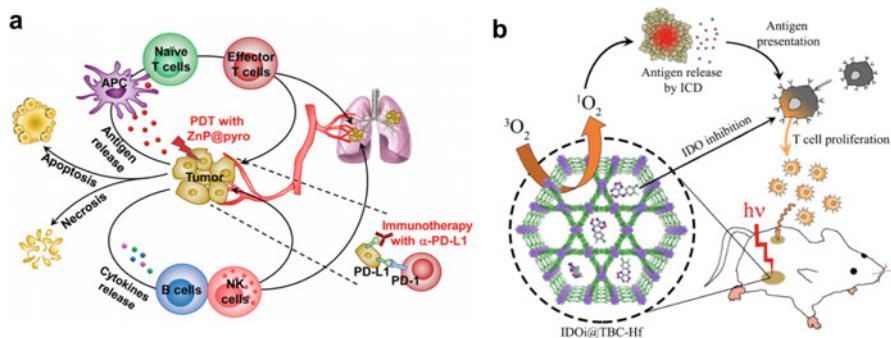 a
Naïve
T cells
Effector
T cells
APC
PDT with
ZnP@pyro
Antigen
release
Apoptosis
Tumor
Necrosis
Immunotherapy
with α-PD-L1
PD-L1
PD-1
Cytokines
release
B cells
NK
cells
b
Antigen release
by ICD
Antigen
presentation
¹O₂
³O₂
IDO inhibition
T cell proliferation
hν
IDOi@TBC-Hf